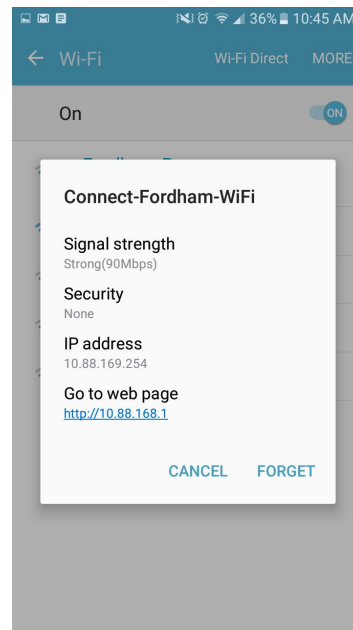 36% 10:45 AM
Wi-Fi
Wi-Fi Direct
MORE
On
ON
Connect-Fordham-WiFi
Signal strength
Strong(90Mbps)
Security
None
IP address
10.88.169.254
Go to web page
http://10.88.168.1
CANCEL
FORGET